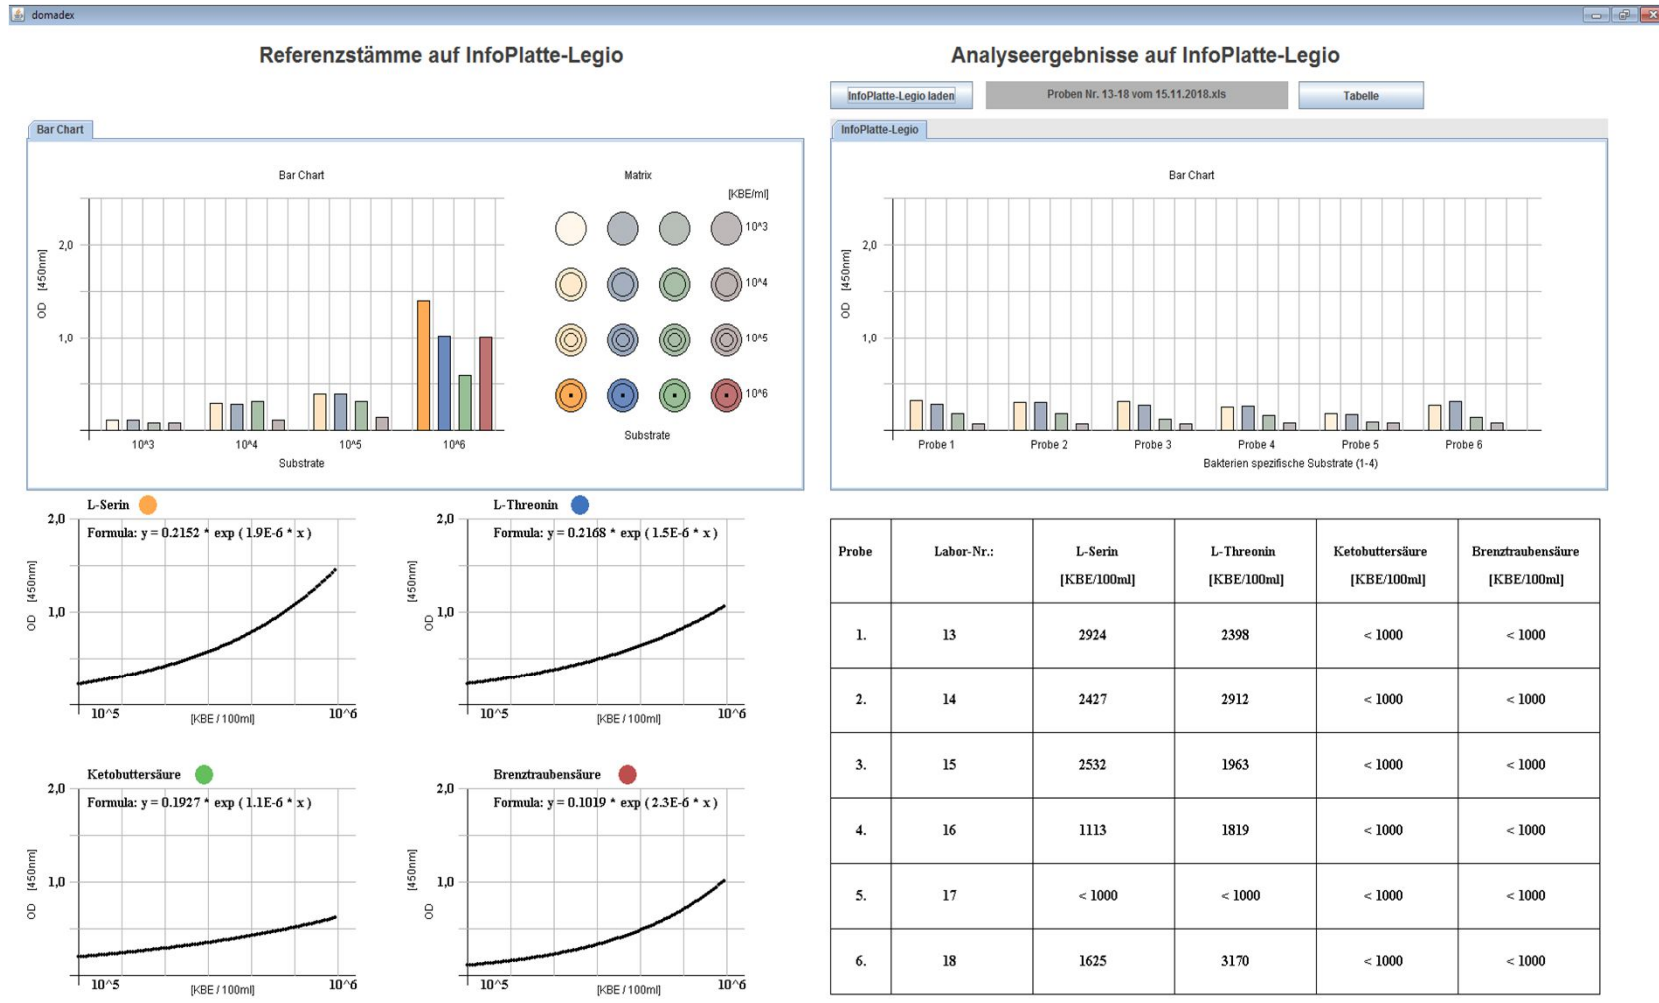 domadex
Referenzstämme auf InfoPlatte-Legio
Bar Chart
Bar Chart
OD [450nm]
2,0
1,0
10^3
10^4
10^5
10^6
Substrate
Matrix
[KBE/ml]
10^3
10^4
10^5
10^6
Substrate
L-Serin
2,0
Formula: y = 0.2152 * exp ( 1.9E-6 * x )
OD [450nm]
1,0
10^5
[KBE / 100ml]
10^6
L-Threonin
2,0
Formula: y = 0.2168 * exp ( 1.5E-6 * x )
OD [450nm]
1,0
10^5
[KBE / 100ml]
10^6
Ketobuttersäure
2,0
Formula: y = 0.1927 * exp ( 1.1E-6 * x )
OD [450nm]
1,0
10^5
[KBE / 100ml]
10^6
Brenztraubensäure
2,0
Formula: y = 0.1019 * exp ( 2.3E-6 * x )
OD [450nm]
1,0
10^5
[KBE / 100ml]
10^6
Analyseergebnisse auf InfoPlatte-Legio
InfoPlatte-Legio laden
Proben Nr. 13-18 vom 15.11.2018.xls
Tabelle
InfoPlatte-Legio
Bar Chart
OD [450nm]
2,0
1,0
Probe 1
Probe 2
Probe 3
Probe 4
Probe 5
Probe 6
Bakterien spezifische Substrate (1-4)
Probe Labor-Nr.: L-Serin L-Threonin Ketobuttersäure Brenztraubensäure
[KBE/100ml] [KBE/100ml] [KBE/100ml] [KBE/100ml]
1. 13 2924 2398 < 1000 < 1000
2. 14 2427 2912 < 1000 < 1000
3. 15 2532 1963 < 1000 < 1000
4. 16 1113 1819 < 1000 < 1000
5. 17 < 1000 < 1000 < 1000 < 1000
6. 18 1625 3170 < 1000 < 1000